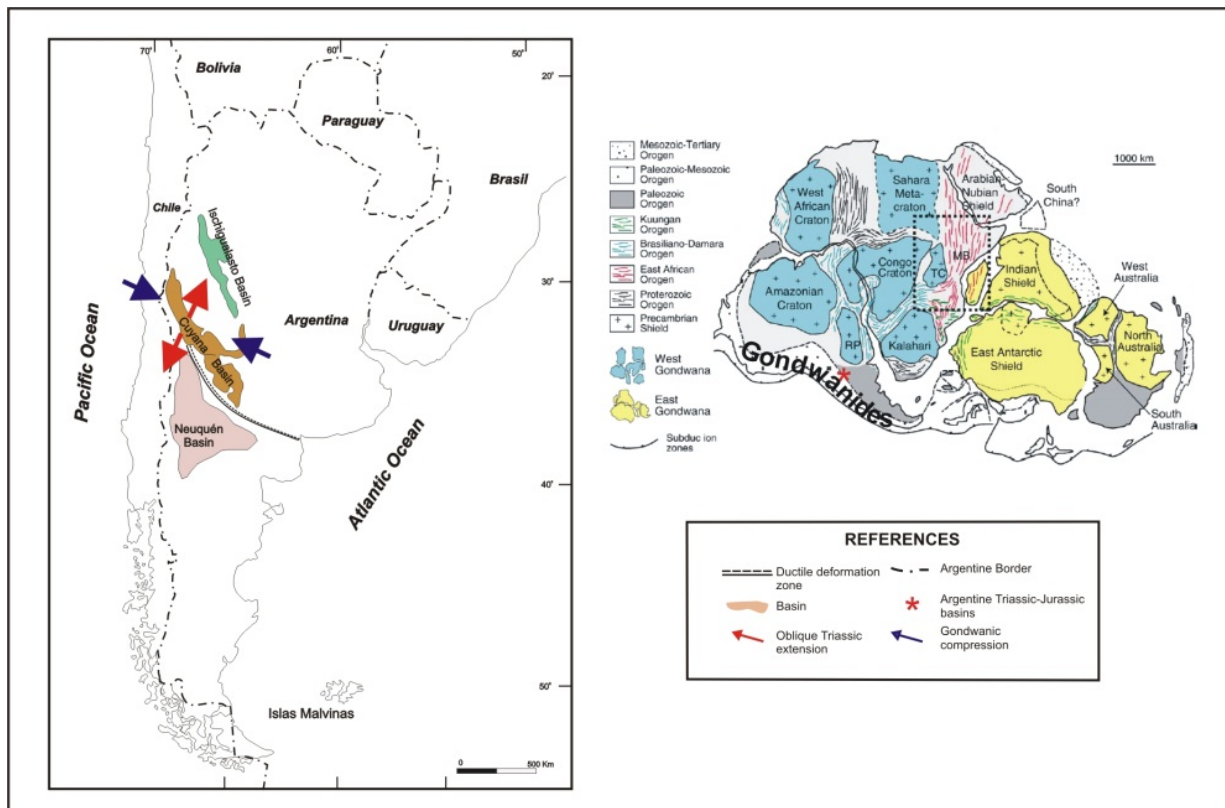 70°
60°
50°
20°
30°
40°
50°
Bolivia
Paraguay
Brasil
Chile
Ischigualasto Basin
Argentina
Uruguay
Cuyana
Basin
Neuquén
Basin
Pacific Ocean
Atlantic Ocean
Islas Malvinas
0
500 Km
Mesozoic-Tertiary
Orogen
Paleozoic-Mesozoic
Orogen
Paleozoic
Orogen
Kuungan
Orogen
Brasiliano-Damara
Orogen
East African
Orogen
Proterozoic
Orogen
Precambrian
Shield
West
Gondwana
East
Gondwana
Subduc ion
zones
1000 km
West
African
Craton
Sahara
Meta-
craton
Arabian-
Nubian
Shield
South
China?
MB
TC
Congo
Craton
Amazonian
Craton
RP
Kalahari
Indian
Shield
West
Australia
North
Australia
East Antarctic
Shield
South
Australia
Gondwanides
*
REFERENCES
Ductile deformation
zone
Argentine Border
Basin
* Argentine Triassic-Jurassic
basins
Oblique Triassic
extension
Gondwanic
compression